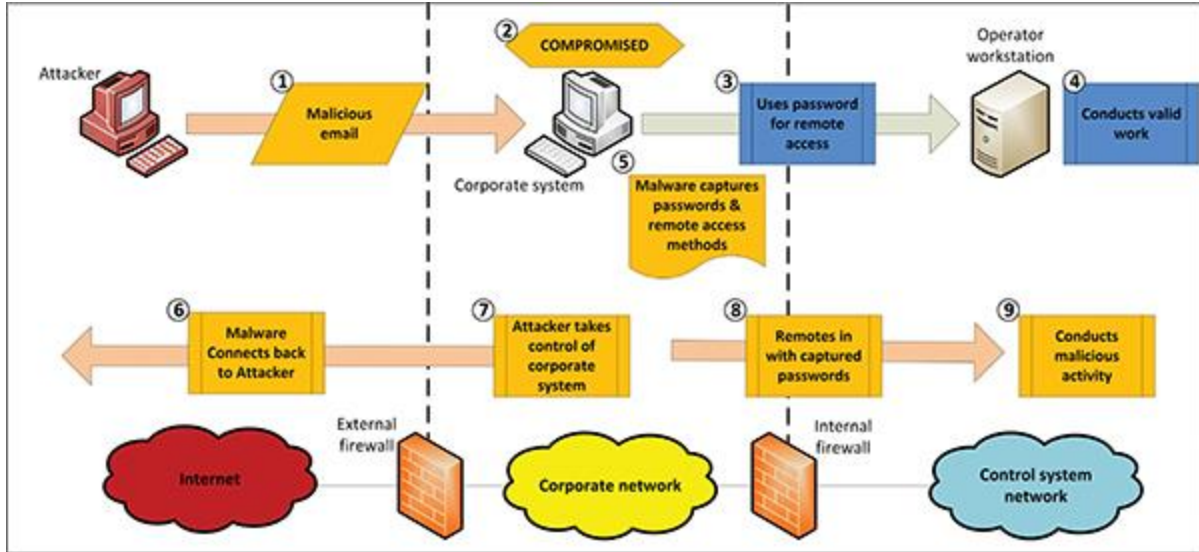 Attacker
①
Malicious
email
②
COMPROMISED
Corporate system
③
Uses password
for remote
access
Operator
workstation
④
Conducts valid
work
⑤
Malware captures
passwords &
remote access
methods
⑥
Malware
Connects back
to Attacker
⑦
Attacker takes
control of
corporate
system
⑧
Remotes in
with captured
passwords
⑨
Conducts
malicious
activity
Internet
External
firewall
Corporate network
Internal
firewall
Control system
network